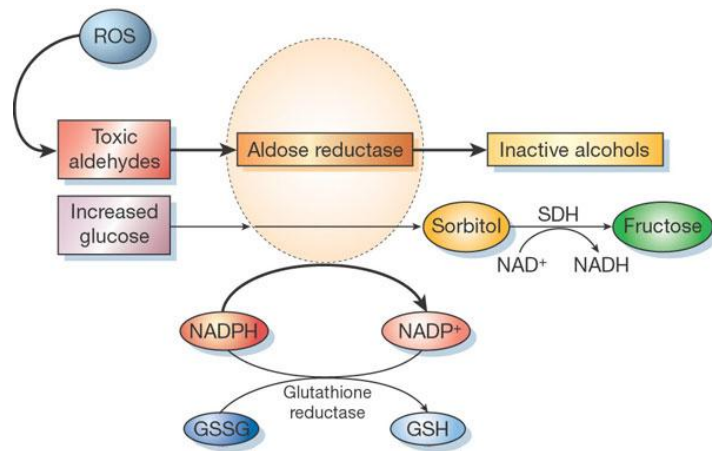 ROS
Toxic
aldehydes
Aldose reductase
Inactive alcohols
Increased
glucose
Sorbitol
SDH
Fructose
NAD⁺
NADH
NADPH
NADP⁺
Glutathione
reductase
GSSG
GSH